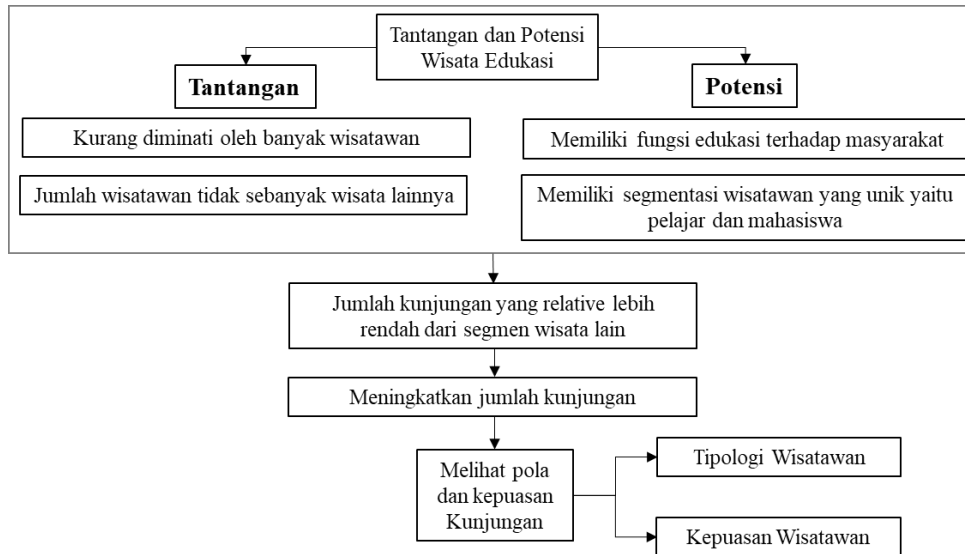 Tantangan dan Potensi
Wisata Edukasi
Tantangan
Potensi
Kurang diminati oleh banyak wisatawan
Memiliki fungsi edukasi terhadap masyarakat
Jumlah wisatawan tidak sebanyak wisata lainnya
Memiliki segmentasi wisatawan yang unik yaitu
pelajar dan mahasiswa
Jumlah kunjungan yang relative lebih
rendah dari segmen wisata lain
Meningkatkan jumlah kunjungan
Melihat pola
dan kepuasan
Kunjungan
Tipologi Wisatawan
Kepuasan Wisatawan